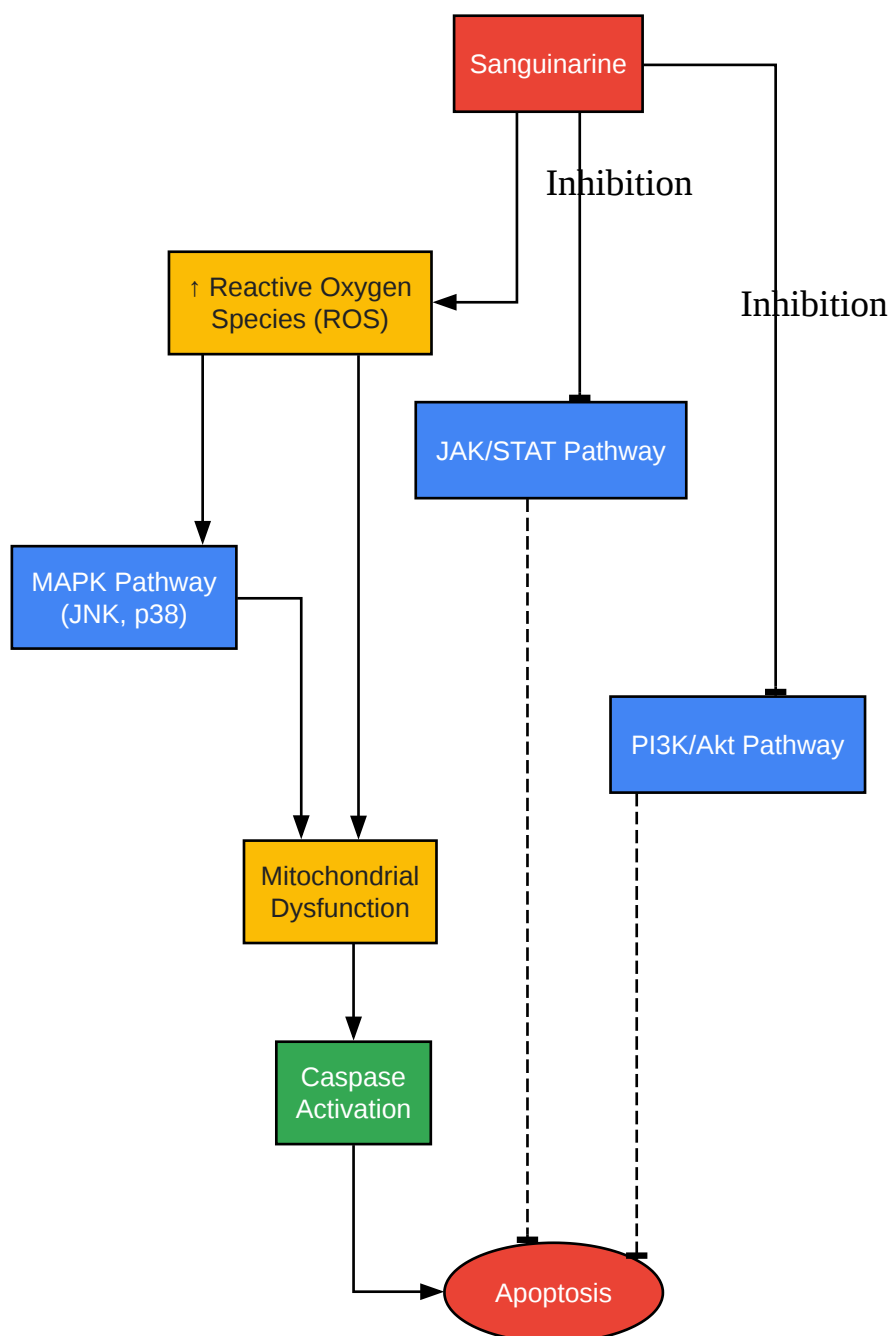 Sanguinarine
Inhibition
↑ Reactive Oxygen
Species (ROS)
Inhibition
JAK/STAT Pathway
MAPK Pathway
(JNK, p38)
PI3K/Akt Pathway
Mitochondrial
Dysfunction
Caspase
Activation
Apoptosis